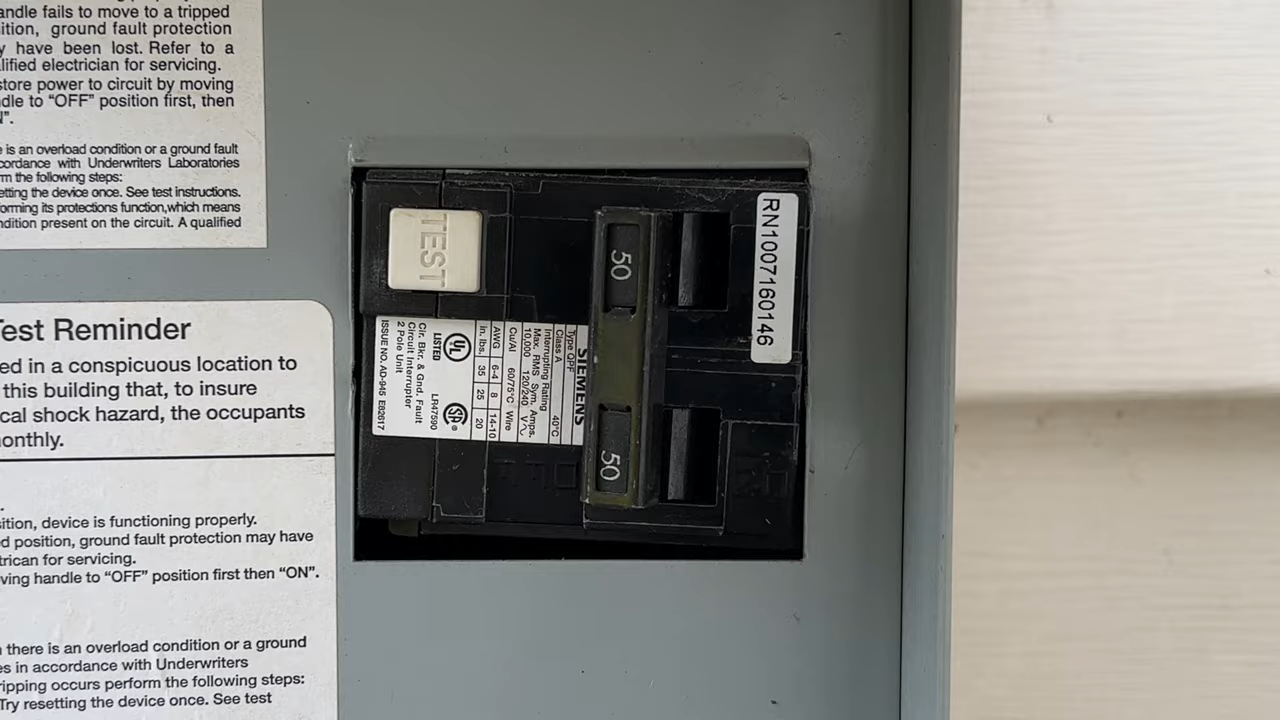 andle fails to move to a tripped
ition, ground fault protection
y have been lost. Refer to a
lified electrician for servicing.
store power to circuit by moving
dle to “OFF” position first, then
N”.
e is an overload condition or a ground fault
cordance with Underwriters Laboratories
rm the following steps:
etting the device once. See test instructions.
orming its protections function,which means
ndition present on the circuit. A qualified
Test Reminder
ed in a conspicuous location to
this building that, to insure
cal shock hazard, the occupants
onthly.
sition, device is functioning properly.
d position, ground fault protection may have
trican for servicing.
ving handle to “OFF” position first then “ON”.
n there is an overload condition or a ground
es in accordance with Underwriters
ripping occurs perform the following steps:
Try resetting the device once. See test
TEST
50
50
RN1007160146
SIEMENS
Type QPF
Class A 40°C
Interrupting Rating
Max. RMS Sym. Amps.
10,000 120/240
Cu/Al 60/75°C Wire
AWG 6-4 8 14-10
in. lbs. 35 25 20
UL
LISTED
LR47590
Cir. Bkr. & Gnd. Fault
Circuit Interrupter
2 Pole Unit
ISSUE NO. AD-945 E82617